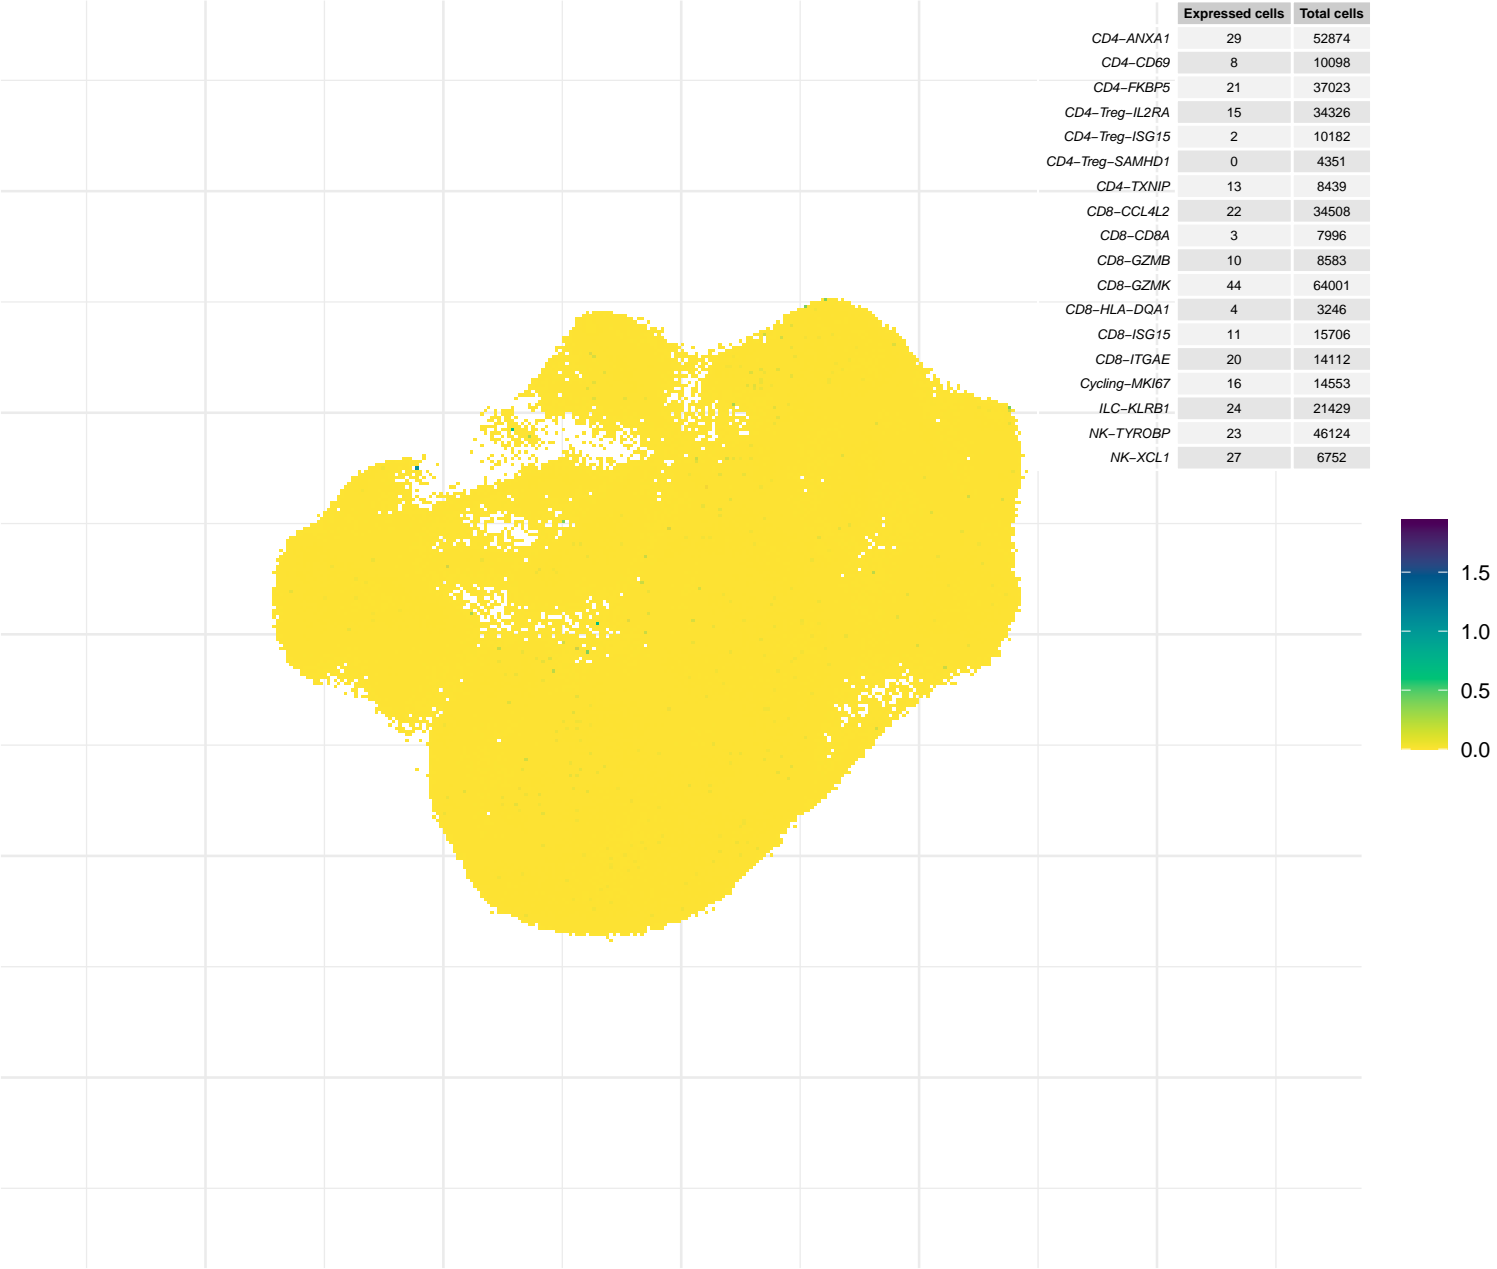 Expressed cells Total cells
CD4−ANXA1 29 52874
CD4−CD69 8 10098
CD4−FKBP5 21 37023
CD4−Treg−IL2RA 15 34326
CD4−Treg−ISG15 2 10182
CD4−Treg−SAMHD1 0 4351
CD4−TXNIP 13 8439
CD8−CCL4L2 22 34508
CD8−CD8A 3 7996
CD8−GZMB 10 8583
CD8−GZMK 44 64001
CD8−HLA−DQA1 4 3246
CD8−ISG15 11 15706
CD8−ITGAE 20 14112
Cycling−MKI67 16 14553
ILC−KLRB1 24 21429
NK−TYROBP 23 46124
NK−XCL1 27 6752
1.5
1.0
0.5
0.0